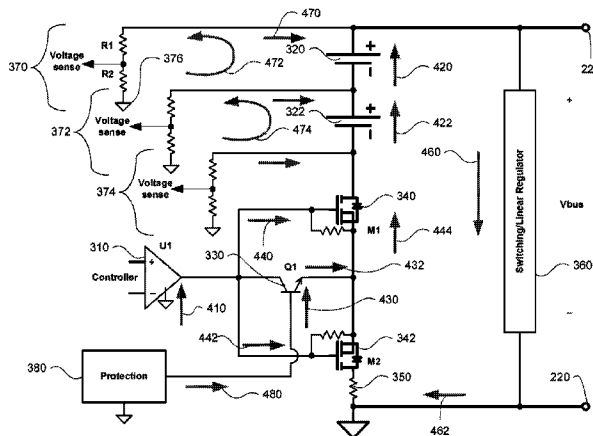 470
R1
370
Voltage
sense
376
R2
472
320
+
420
22
372
Voltage
sense
474
322
+
422
+
374
Voltage
sense
460
Switching/Linear Regulator
Vbus
340
M1
310
U1
+
440
330
Q1
432
444
360
Controller
410
430
442
342
M2
380
Protection
480
350
462
220